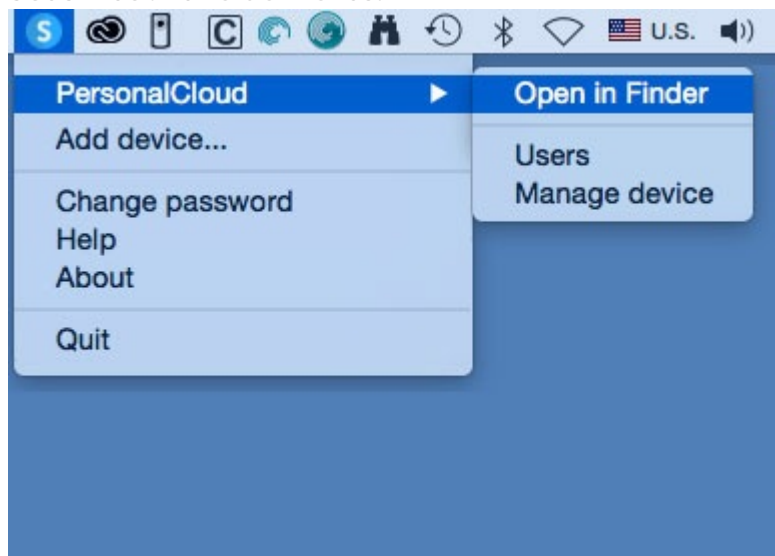 S C U.S.
PersonalCloud
Open in Finder
Add device...
Users
Manage device
Change password
Help
About
Quit